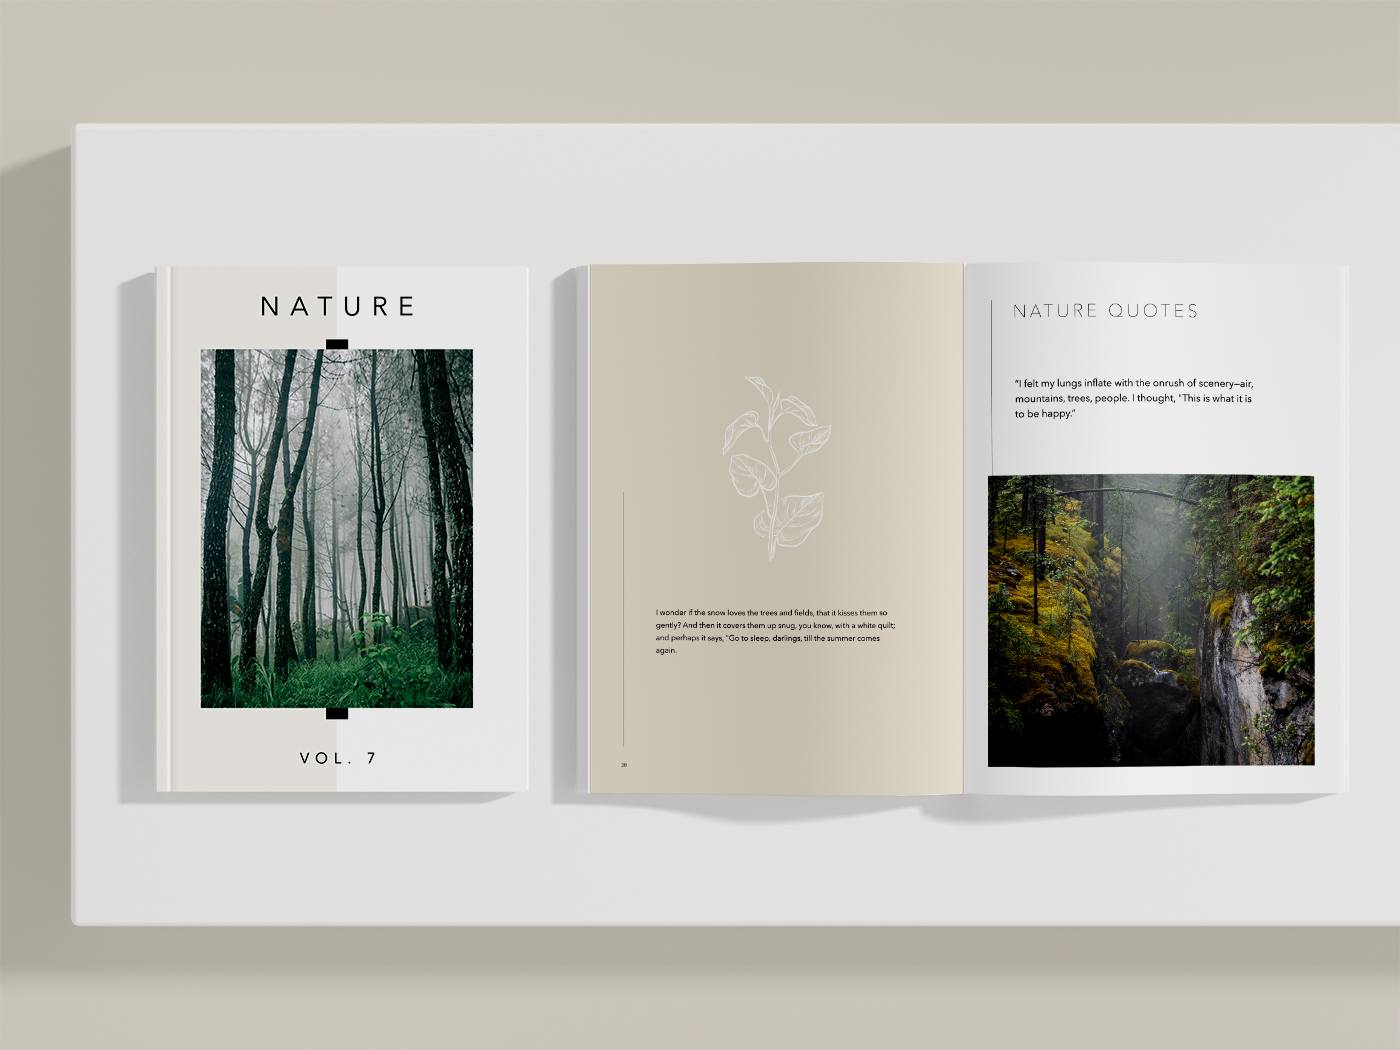 NATURE
VOL. 7
I wonder if the snow loves the trees and fields, that it kisses them so
gently? And then it covers them up snug, you know, with a white quilt;
and perhaps it says, "Go to sleep, darlings, till the summer comes
again.
20
NATURE QUOTES
"I felt my lungs inflate with the onrush of scenery—air,
mountains, trees, people. I thought, "This is what it is
to be happy."